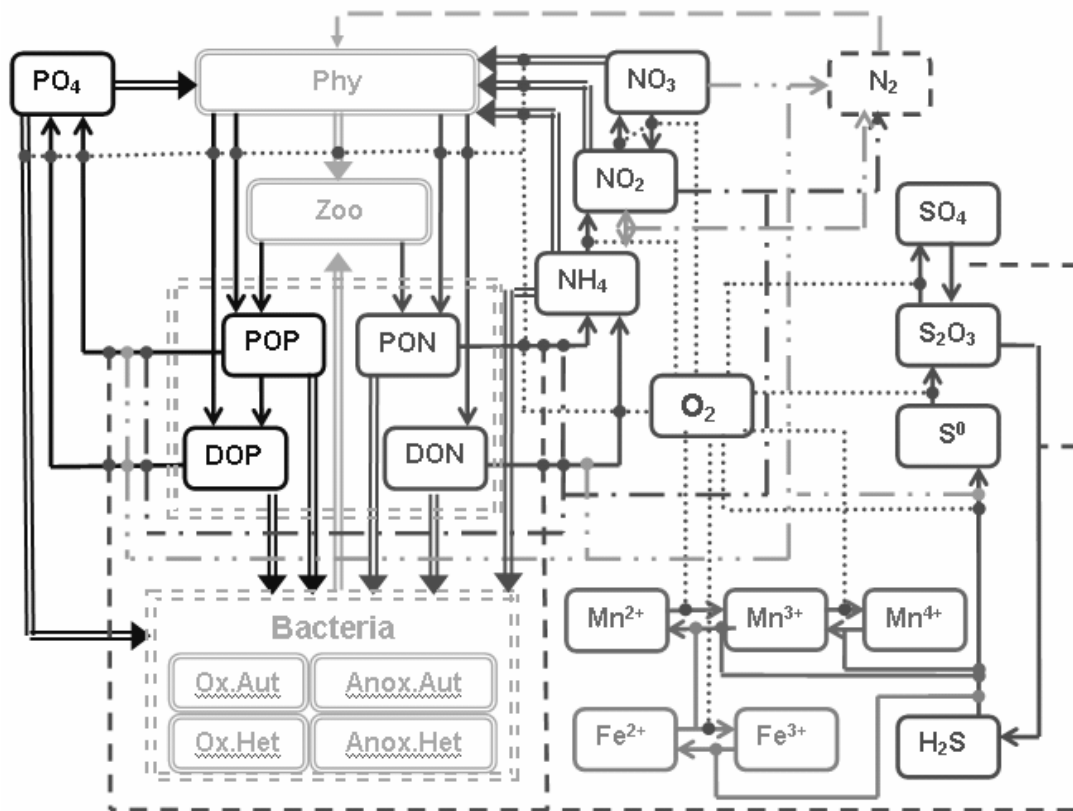 PO₄
Phy
NO₃
N₂
NO₂
Zoo
SO₄
NH₄
POP
PON
S₂O₃
O₂
S⁰
DOP
DON
Bacteria
Mn²⁺
Mn³⁺
Mn⁴⁺
Ox.Aut
Anox.Aut
Ox.Het
Anox.Het
Fe²⁺
Fe³⁺
H₂S